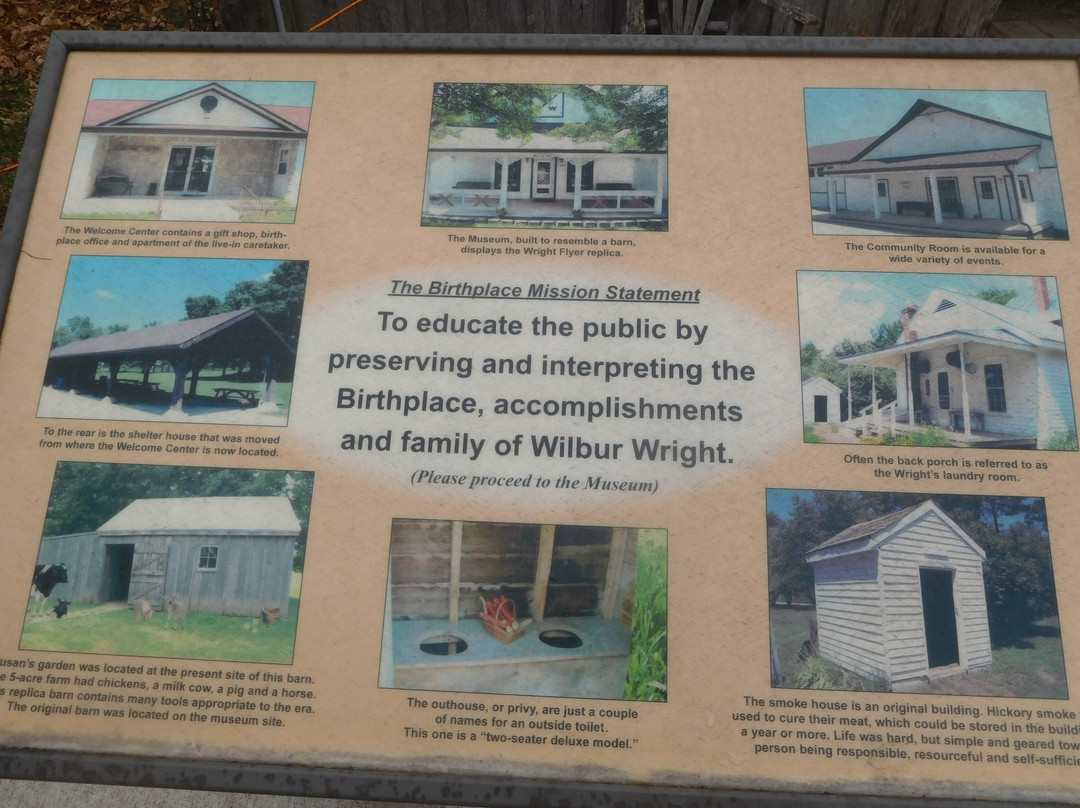 The Welcome Center contains a gift shop, birth-
place office and apartment of the live-in caretaker.
W
The Museum, built to resemble a barn,
displays the Wright Flyer replica.
The Community Room is available for a
wide variety of events.
To the rear is the shelter house that was moved
from where the Welcome Center is now located.
The Birthplace Mission Statement
To educate the public by
preserving and interpreting the
Birthplace, accomplishments
and family of Wilbur Wright.
(Please proceed to the Museum)
Often the back porch is referred to as
the Wright's laundry room.
usan's garden was located at the present site of this barn.
e 5-acre farm had chickens, a milk cow, a pig and a horse.
s replica barn contains many tools appropriate to the era.
The original barn was located on the museum site.
The outhouse, or privy, are just a couple
of names for an outside toilet.
This one is a "two-seater deluxe model."
The smoke house is an original building. Hickory smoke
used to cure their meat, which could be stored in the buildi
a year or more. Life was hard, but simple and geared tow
person being responsible, resourceful and self-sufficie